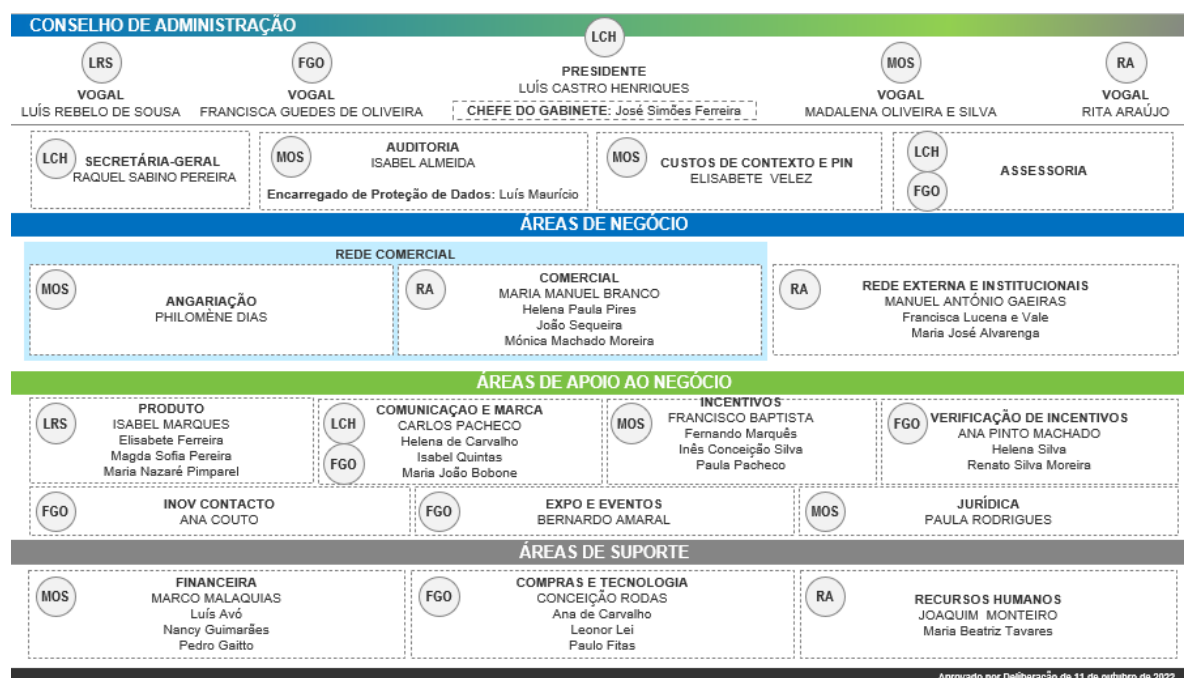 CONSELHO DE ADMINISTRAÇÃO
LCH
LRS
VOGAL
LUÍS REBELO DE SOUSA
FGO
VOGAL
FRANCISCA GUEDES DE OLIVEIRA
PRESIDENTE
LUÍS CASTRO HENRIQUES
CHEFE DO GABINETE: José Simões Ferreira
MOS
VOGAL
MADALENA OLIVEIRA E SILVA
RA
VOGAL
RITA ARAÚJO
LCH
SECRETÁRIA-GERAL
RAQUEL SABINO PEREIRA
MOS
AUDITORIA
ISABEL ALMEIDA
Encarregado de Proteção de Dados: Luís Maurício
MOS
CUSTOS DE CONTEXTO E PIN
ELISABETE VELEZ
LCH
FGO
ASSESSORIA
ÁREAS DE NEGÓCIO
REDE COMERCIAL
MOS
ANGARIAÇÃO
PHILOMÈNE DIAS
RA
COMERCIAL
MARIA MANUEL BRANCO
Helena Paula Pires
João Sequeira
Mónica Machado Moreira
RA
REDE EXTERNA E INSTITUCIONAIS
MANUEL ANTÓNIO GAEIRAS
Francisca Lucena e Vale
Maria José Alvarenga
ÁREAS DE APOIO AO NEGÓCIO
LRS
PRODUTO
ISABEL MARQUES
Elisabete Ferreira
Magda Sofia Pereira
Maria Nazaré Pimparel
LCH
FGO
COMUNICAÇAO E MARCA
CARLOS PACHECO
Helena de Carvalho
Isabel Quintas
Maria João Bobone
MOS
INCENTIVOS
FRANCISCO BAPTISTA
Fernando Marquês
Inês Conceição Silva
Paula Pacheco
FGO
VERIFICAÇÃO DE INCENTIVOS
ANA PINTO MACHADO
Helena Silva
Renato Silva Moreira
FGO
INOV CONTACTO
ANA COUTO
FGO
EXPO E EVENTOS
BERNARDO AMARAL
MOS
JURÍDICA
PAULA RODRIGUES
ÁREAS DE SUPORTE
MOS
FINANCEIRA
MARCO MALAQUIAS
Luís Avó
Nancy Guimarães
Pedro Gaitto
FGO
COMPRAS E TECNOLOGIA
CONCEIÇÃO RODAS
Ana de Carvalho
Leonor Lei
Paulo Fitas
RA
RECURSOS HUMANOS
JOAQUIM MONTEIRO
Maria Beatriz Tavares
Aprovado por Deliberação de 11 de outubro de 2022